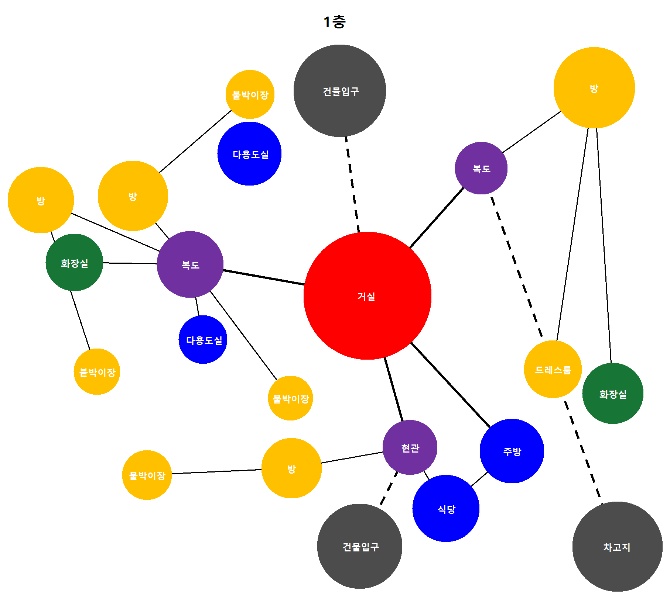 1층
건물입구
붙박이장
방
다용도실
복도
방
방
화장실
복도
거실
다용도실
붙박이장
드레스룸
화장실
붙박이장
현관
주방
방
붙박이장
식당
건물입구
차고지